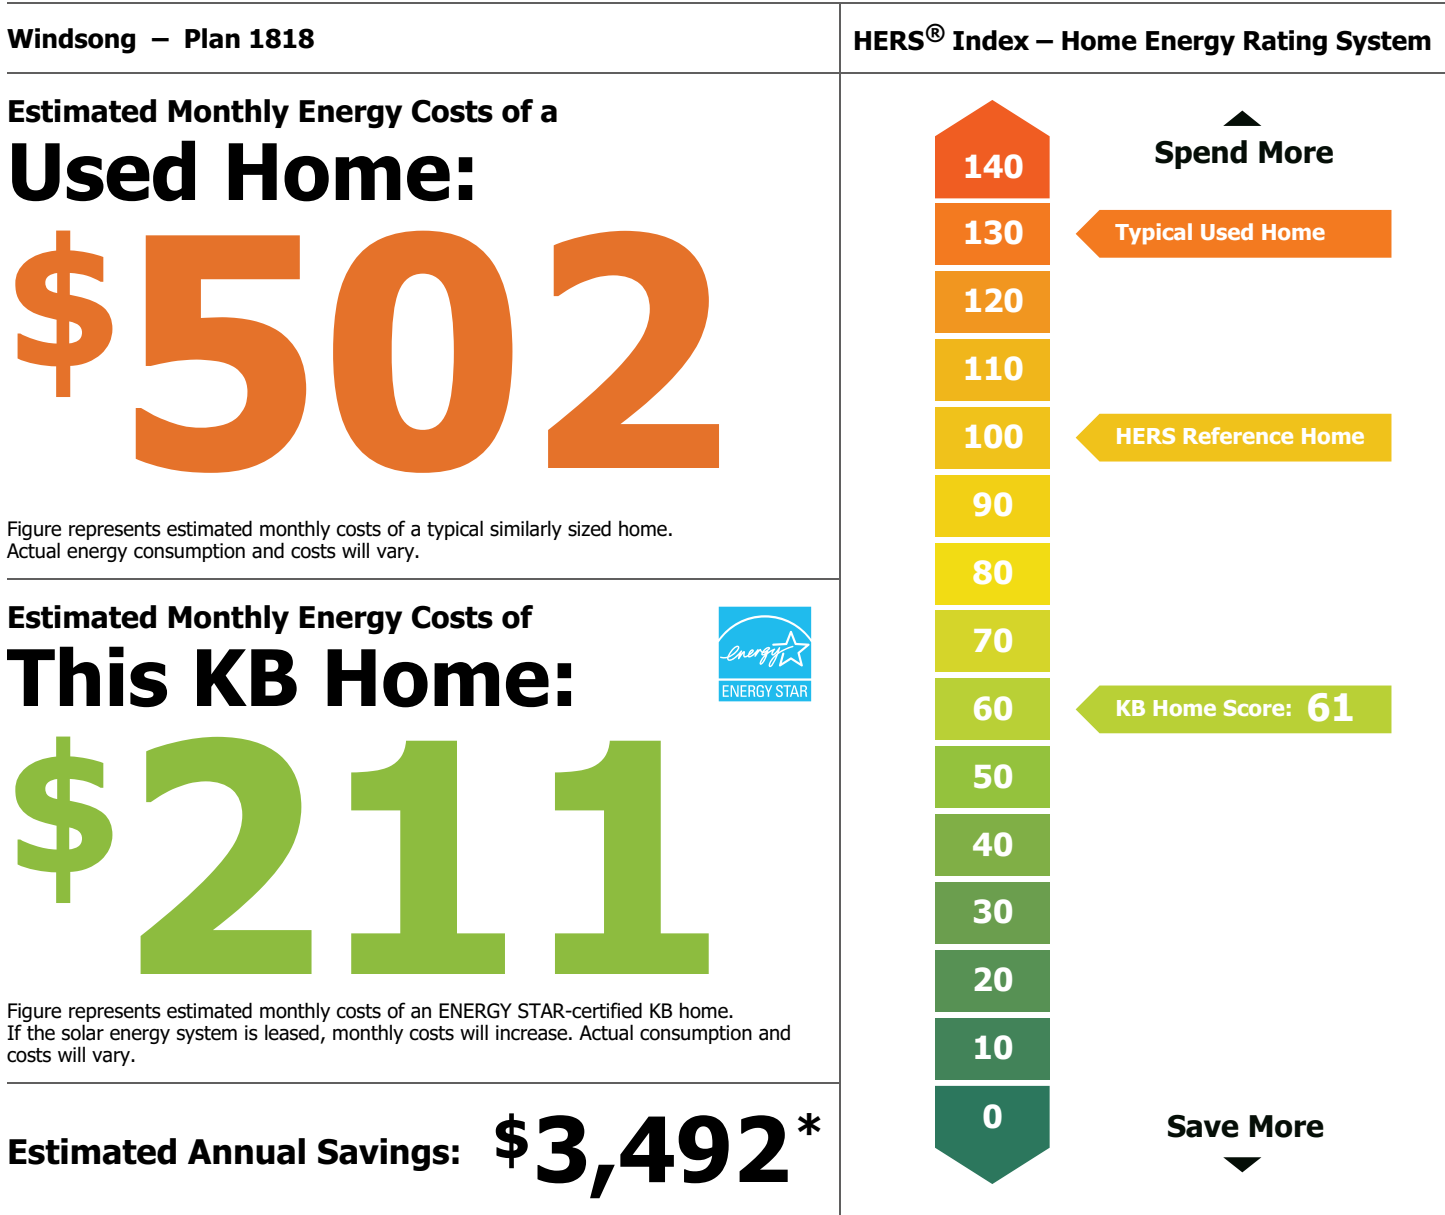 Windsong – Plan 1818
Estimated Monthly Energy Costs of a
Used Home:
$502
Figure represents estimated monthly costs of a typical similarly sized home.
Actual energy consumption and costs will vary.
Estimated Monthly Energy Costs of
This KB Home:
energy
ENERGY STAR
$211
Figure represents estimated monthly costs of an ENERGY STAR-certified KB home.
If the solar energy system is leased, monthly costs will increase. Actual consumption and
costs will vary.
Estimated Annual Savings: $3,492*
HERS® Index – Home Energy Rating System
Spend More
140
130 Typical Used Home
120
110
100 HERS Reference Home
90
80
70
60 KB Home Score: 61
50
40
30
20
10
0
Save More